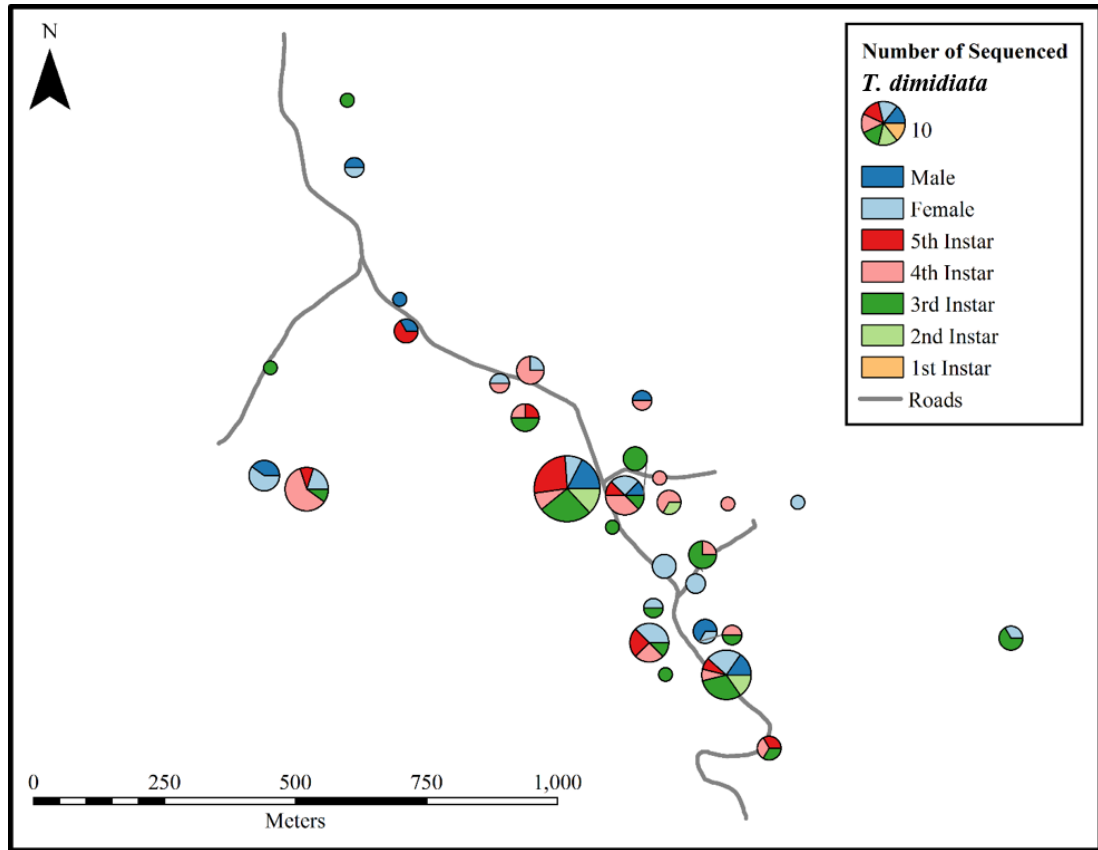 N
Number of Sequenced
T. dimidiata
10
Male
Female
5th Instar
4th Instar
3rd Instar
2nd Instar
1st Instar
Roads
0 250 500 750 1,000
Meters